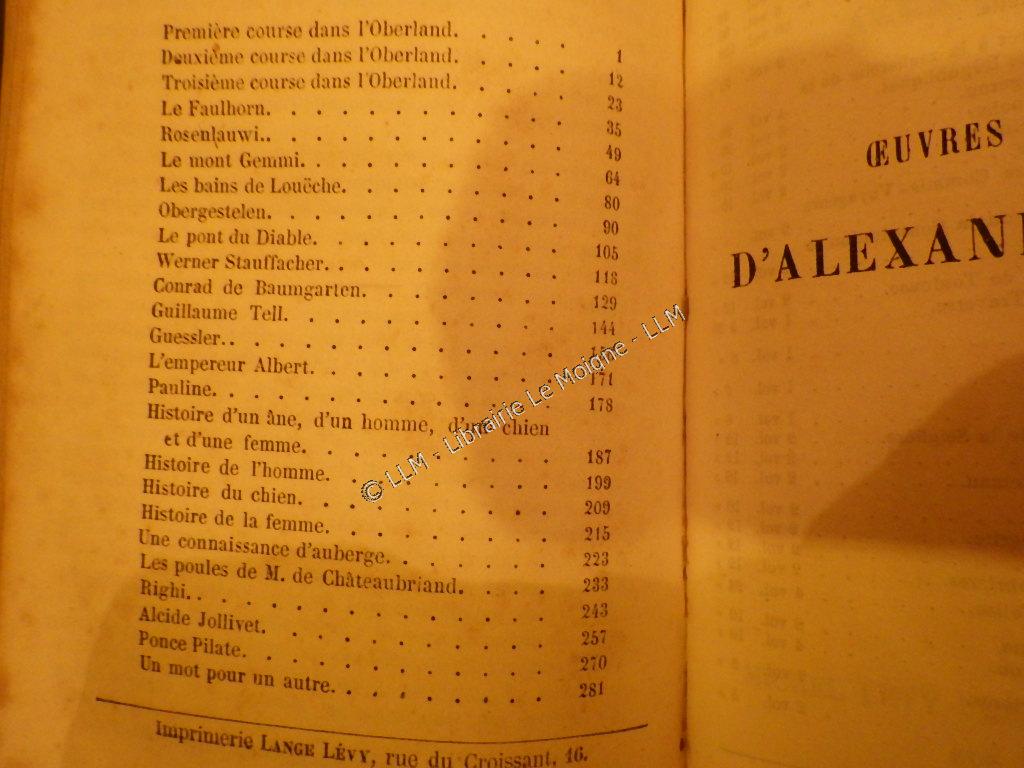 Première course dans l'Oberland. . . . . 1
Deuxième course dans l'Oberland. . . . . 12
Troisième course dans l'Oberland. . . . . 23
Le Faulhorn. . . . . . . . . . . . 35
Rosenlauwi. . . . . . . . . . . . 49
Le mont Gemmi. . . . . . . . . . . 64
Les bains de Louëche. . . . . . . . . 80
Obergestelen. . . . . . . . . . . . 90
Le pont du Diable. . . . . . . . . . 105
Werner Stauffacher. . . . . . . . . . 118
Conrad de Baumgarten. . . . . . . . . 129
Guillaume Tell. . . . . . . . . . . 144
Guessler. . . . . . . . . . . . .
L'empereur Albert. . . . . . . . . . 171
Pauline. . . . . . . . . . . . . 178
Histoire d'un âne, d'un homme, d'un chien
et d'une femme. . . . . . . . . . 187
Histoire de l'homme. . . . . . . . . 199
Histoire du chien. . . . . . . . . . 209
Histoire de la femme. . . . . . . . . 215
Une connaissance d'auberge. . . . . . . 223
Les poules de M. de Châteaubriand. . . . . 233
Righi. . . . . . . . . . . . . . 243
Alcide Jollivet. . . . . . . . . . . 257
Ponce Pilate. . . . . . . . . . . . 270
Un mot pour un autre. . . . . . . . . 281
Imprimerie LANGE LÉVY, rue du Croissant, 16.
ŒUVRES
D'ALEXAN
© LLM - Librairie Le Moigne - LLM